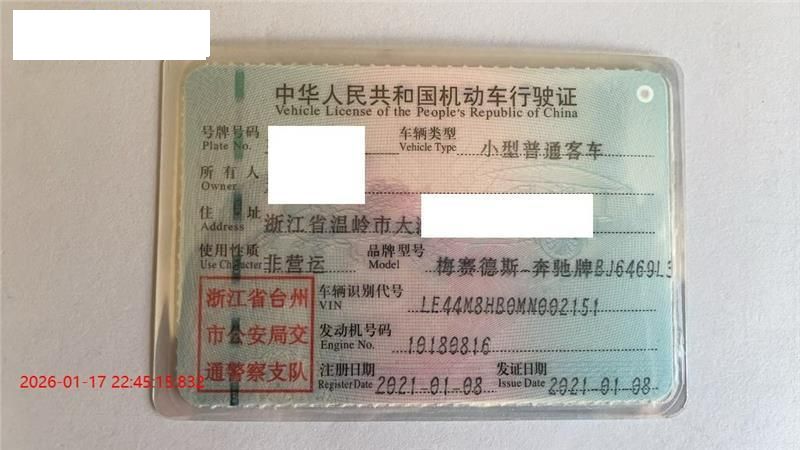 中华人民共和国机动车行驶证
Vehicle License of the People's Republic of China
号牌号码
Plate No.
车辆类型
Vehicle Type
小型普通客车
所有人
Owner
住址
Address
浙江省温岭市太
使用性质
Use Character
非营运
品牌型号
Model
梅赛德斯-奔驰牌BJ6469L3
浙江省台州
市公安局交
通警察支队
车辆识别代号
VIN
LE44M8HB0MN002151
发动机号码
Engine No.
10180816
注册日期
Register Date
2021-01-08
发证日期
Issue Date
2021-01-08
2026-01-17 22:45:15.832